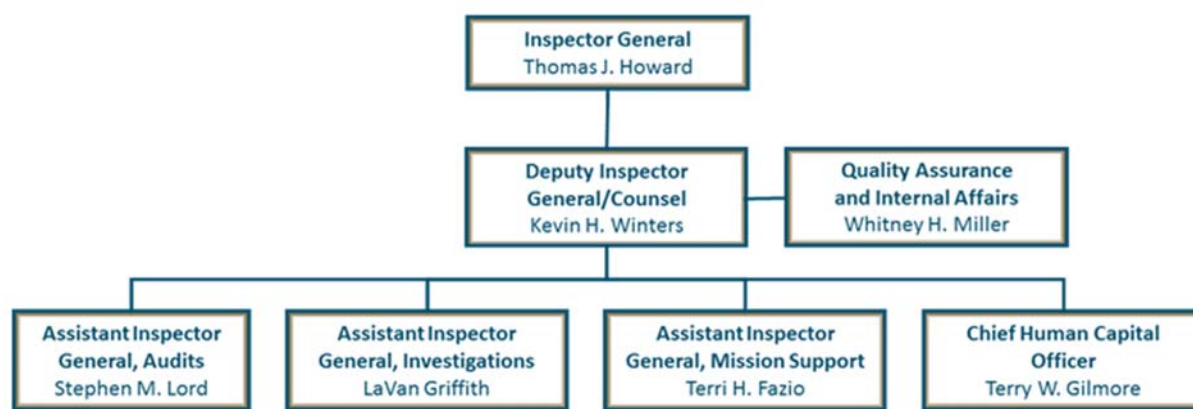 Inspector General
Thomas J. Howard
Deputy Inspector
General/Counsel
Kevin H. Winters
Quality Assurance
and Internal Affairs
Whitney H. Miller
Assistant Inspector
General, Audits
Stephen M. Lord
Assistant Inspector
General, Investigations
LaVan Griffith
Assistant Inspector
General, Mission Support
Terri H. Fazio
Chief Human Capital
Officer
Terry W. Gilmore